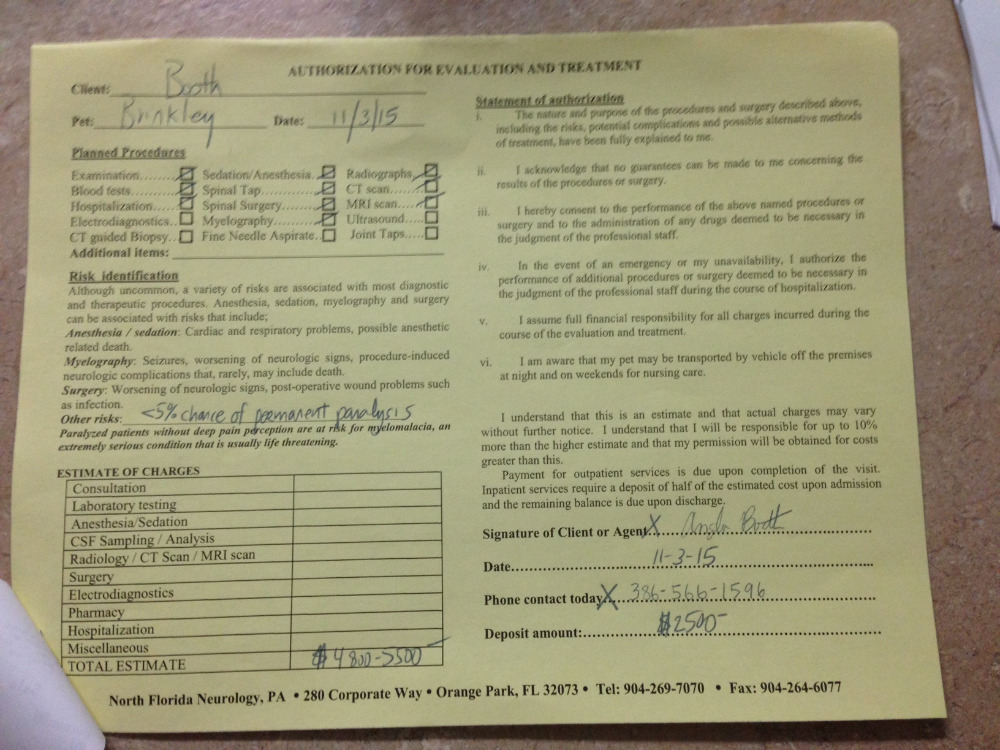 AUTHORIZATION FOR EVALUATION AND TREATMENT
Client: Booth
Pet: Brinkley Date: 11/3/15
Planned Procedures
Examination....... ☑ Sedation/Anesthesia. ☑ Radiographs ☑
Blood tests......... ☑ Spinal Tap............ ☑ CT scan....... ☐
Hospitalization..... ☑ Spinal Surgery........ ☑ MRI scan..... ☑
Electrodiagnostics.. ☐ Myelography........ ☑ Ultrasound..... ☐
CT guided Biopsy.. ☐ Fine Needle Aspirate.. ☐ Joint Taps..... ☐
Additional items:
Risk identification
Although uncommon, a variety of risks are associated with most diagnostic
and therapeutic procedures. Anesthesia, sedation, myelography and surgery
can be associated with risks that include;
Anesthesia / sedation: Cardiac and respiratory problems, possible anesthetic
related death.
Myelography: Seizures, worsening of neurologic signs, procedure-induced
neurologic complications that, rarely, may include death.
Surgery: Worsening of neurologic signs, post-operative wound problems such
as infection.
Other risks: <5% chance of permanent paralysis
Paralyzed patients without deep pain perception are at risk for myelomalacia, an
extremely serious condition that is usually life threatening.
ESTIMATE OF CHARGES
Consultation
Laboratory testing
Anesthesia/Sedation
CSF Sampling / Analysis
Radiology / CT Scan / MRI scan
Surgery
Electrodiagnostics
Pharmacy
Hospitalization
Miscellaneous
TOTAL ESTIMATE $4800-5500
Statement of authorization
i. The nature and purpose of the procedures and surgery described above,
including the risks, potential complications and possible alternative methods
of treatment, have been fully explained to me.
ii. I acknowledge that no guarantees can be made to me concerning the
results of the procedures or surgery.
iii. I hereby consent to the performance of the above named procedures or
surgery and to the administration of any drugs deemed to be necessary in
the judgment of the professional staff.
iv. In the event of an emergency or my unavailability, I authorize the
performance of additional procedures or surgery deemed to be necessary in
the judgment of the professional staff during the course of hospitalization.
v. I assume full financial responsibility for all charges incurred during the
course of the evaluation and treatment.
vi. I am aware that my pet may be transported by vehicle off the premises
at night and on weekends for nursing care.
I understand that this is an estimate and that actual charges may vary
without further notice. I understand that I will be responsible for up to 10%
more than the higher estimate and that my permission will be obtained for costs
greater than this.
Payment for outpatient services is due upon completion of the visit.
Inpatient services require a deposit of half of the estimated cost upon admission
and the remaining balance is due upon discharge.
Signature of Client or Agent X Booth
Date 11-3-15
Phone contact today X 386-566-1596
Deposit amount: $2500-
North Florida Neurology, PA • 280 Corporate Way • Orange Park, FL 32073 • Tel: 904-269-7070 • Fax: 904-264-6077